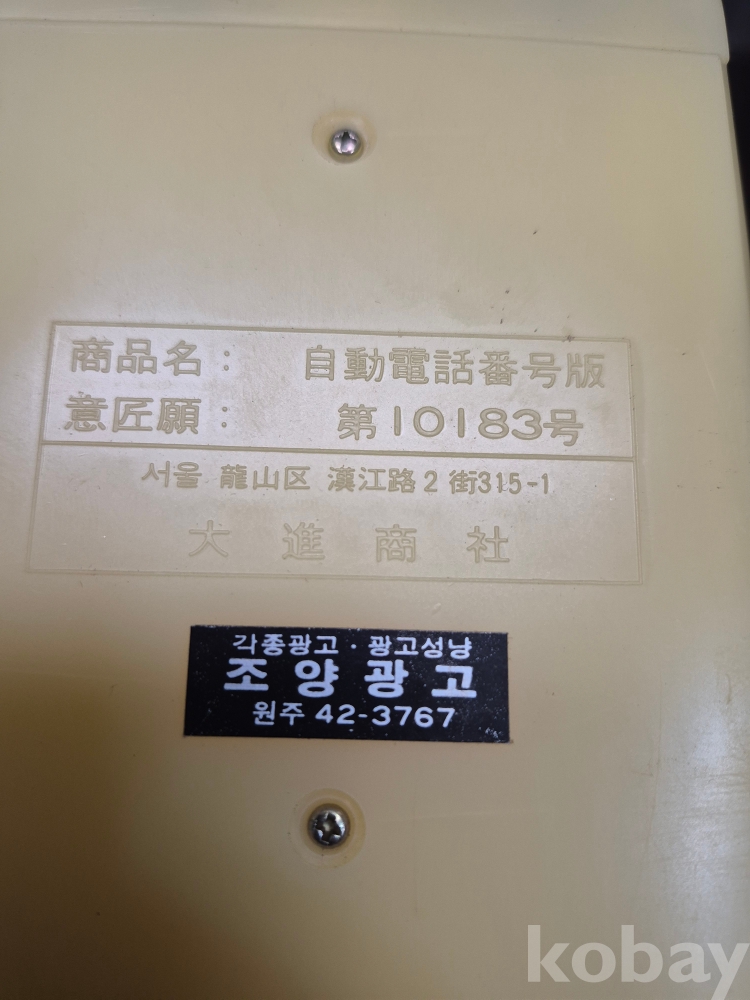 商品名 : 自動電話番号版
意匠願 : 第10183号
서울 龍山区 漢江路 2 街315-1
大進商社
각종광고 · 광고성냥
조양광고
원주 42-3767
kobay